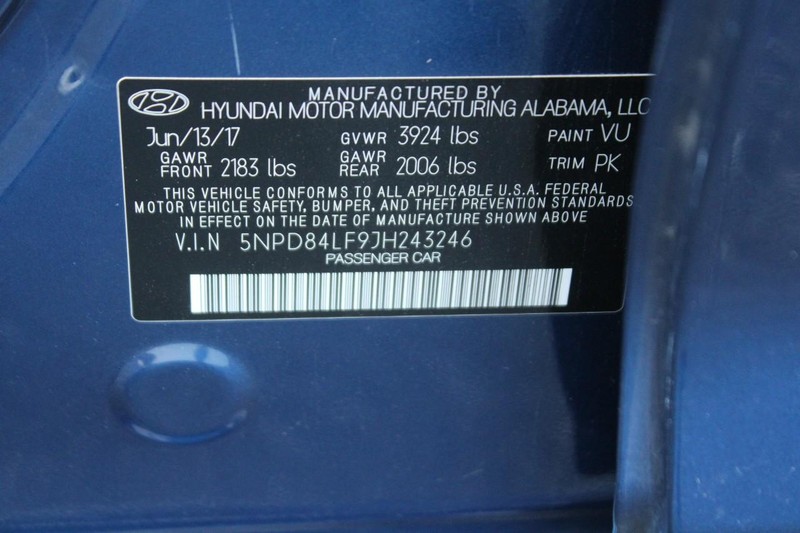 MANUFACTURED BY
HYUNDAI MOTOR MANUFACTURING ALABAMA, LLC
Jun/13/17 GVWR 3924 lbs PAINT VU
GAWR FRONT 2183 lbs GAWR REAR 2006 lbs TRIM PK
THIS VEHICLE CONFORMS TO ALL APPLICABLE U.S.A. FEDERAL
MOTOR VEHICLE SAFETY, BUMPER, AND THEFT PREVENTION STANDARDS
IN EFFECT ON THE DATE OF MANUFACTURE SHOWN ABOVE
V.I.N 5NPD84LF9JH243246
PASSENGER CAR